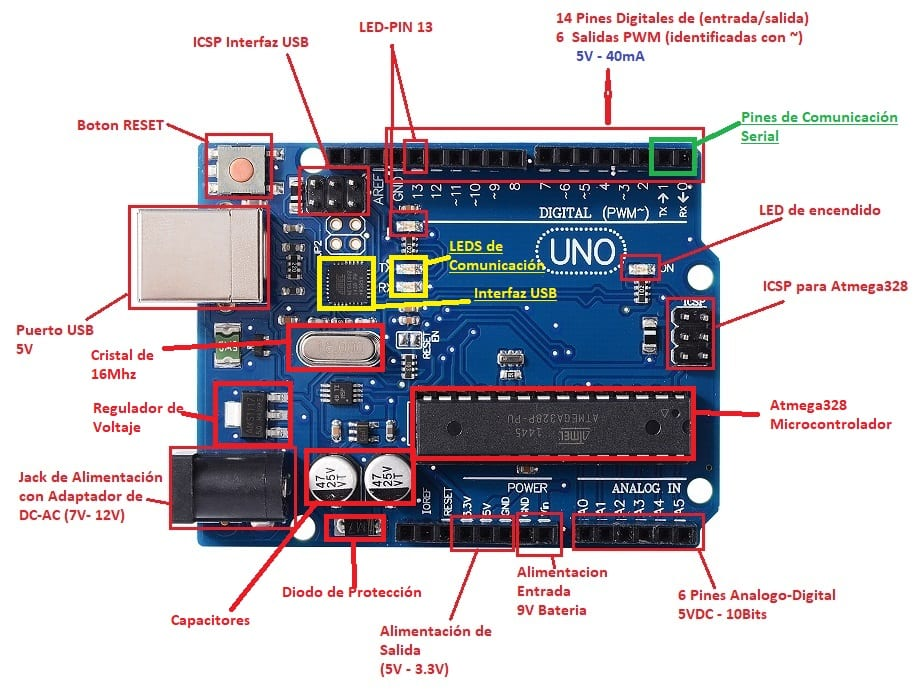 14 Pines Digitales de (entrada/salida)
6 Salidas PWM (identificadas con ~)
5V - 40mA
LED-PIN 13
ICSP Interfaz USB
Boton RESET
Pines de Comunicación
Serial
AREF
GND
13
12
~11
~10
~9
8
7
~6
~5
4
~3
2
TX→1
RX←0
DIGITAL (PWM~)
UNO
JP2
TX
RX
ON
LEDS de
Comunicación
Interfaz USB
LED de encendido
ICSP
ICSP para Atmega328
Puerto USB
5V
Cristal de
16Mhz
RESET
EN
Regulador de
Voltaje
ATMEL
1445
ATMEGA328P-PU
Atmega328
Microcontrolador
Jack de Alimentación
con Adaptador de
DC-AC (7V- 12V)
47
25V
VT
47
25V
VT
POWER
ANALOG IN
IOREF
RESET
3.3V
5V
GND
GND
Vin
A0
A1
A2
A3
A4
A5
Diodo de Protección
Capacitores
Alimentación de
Salida
(5V - 3.3V)
Alimentacion
Entrada
9V Bateria
6 Pines Analogo-Digital
5VDC - 10Bits